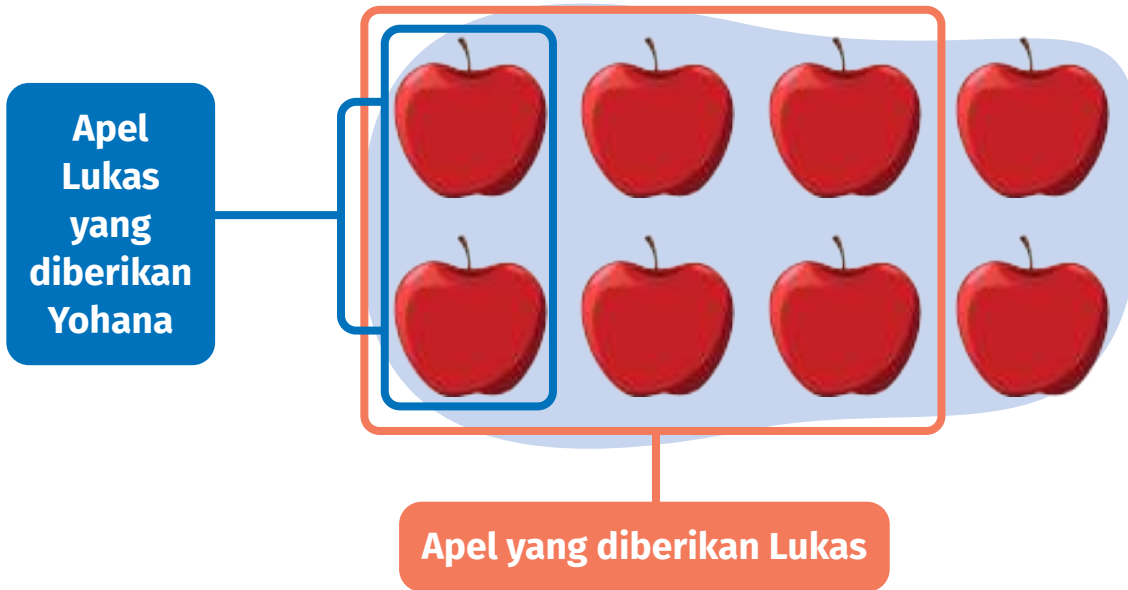 Apel
Lukas
yang
diberikan
Yohana
Apel yang diberikan Lukas